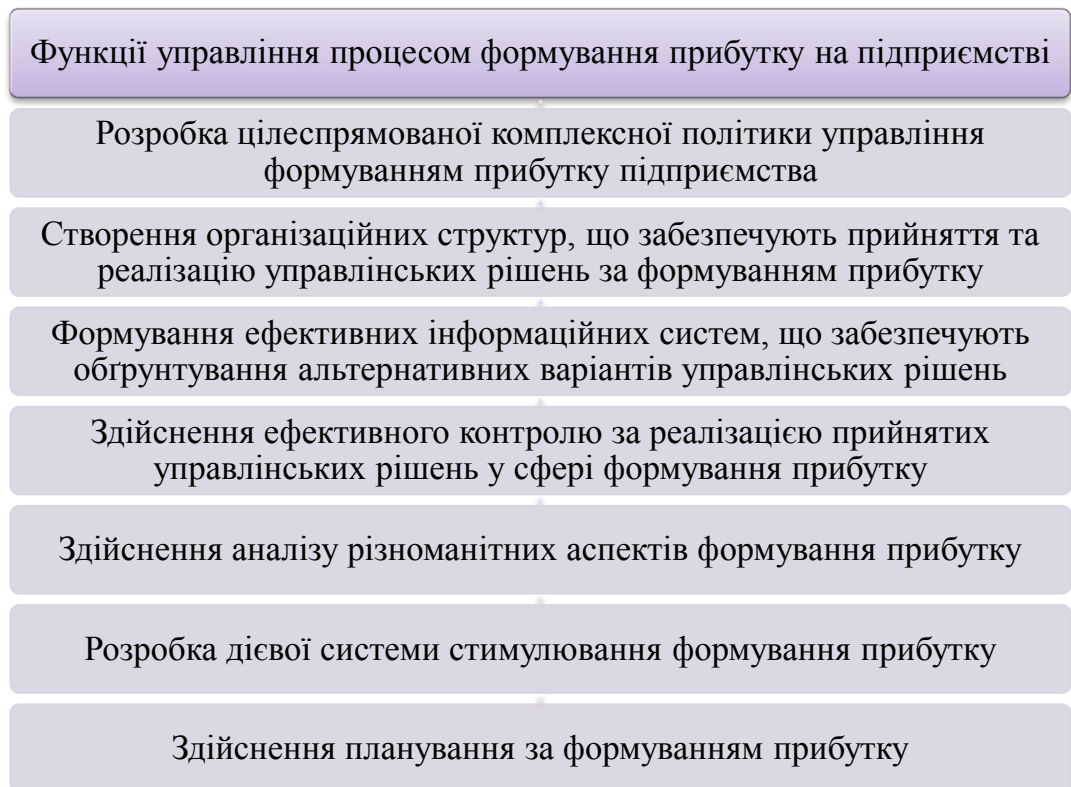 Функції управління процесом формування прибутку на підприємстві
Розробка цілеспрямованої комплексної політики управління
формуванням прибутку підприємства
Створення організаційних структур, що забезпечують прийняття та
реалізацію управлінських рішень за формуванням прибутку
Формування ефективних інформаційних систем, що забезпечують
обґрунтування альтернативних варіантів управлінських рішень
Здійснення ефективного контролю за реалізацією прийнятих
управлінських рішень у сфері формування прибутку
Здійснення аналізу різноманітних аспектів формування прибутку
Розробка дієвої системи стимулювання формування прибутку
Здійснення планування за формуванням прибутку